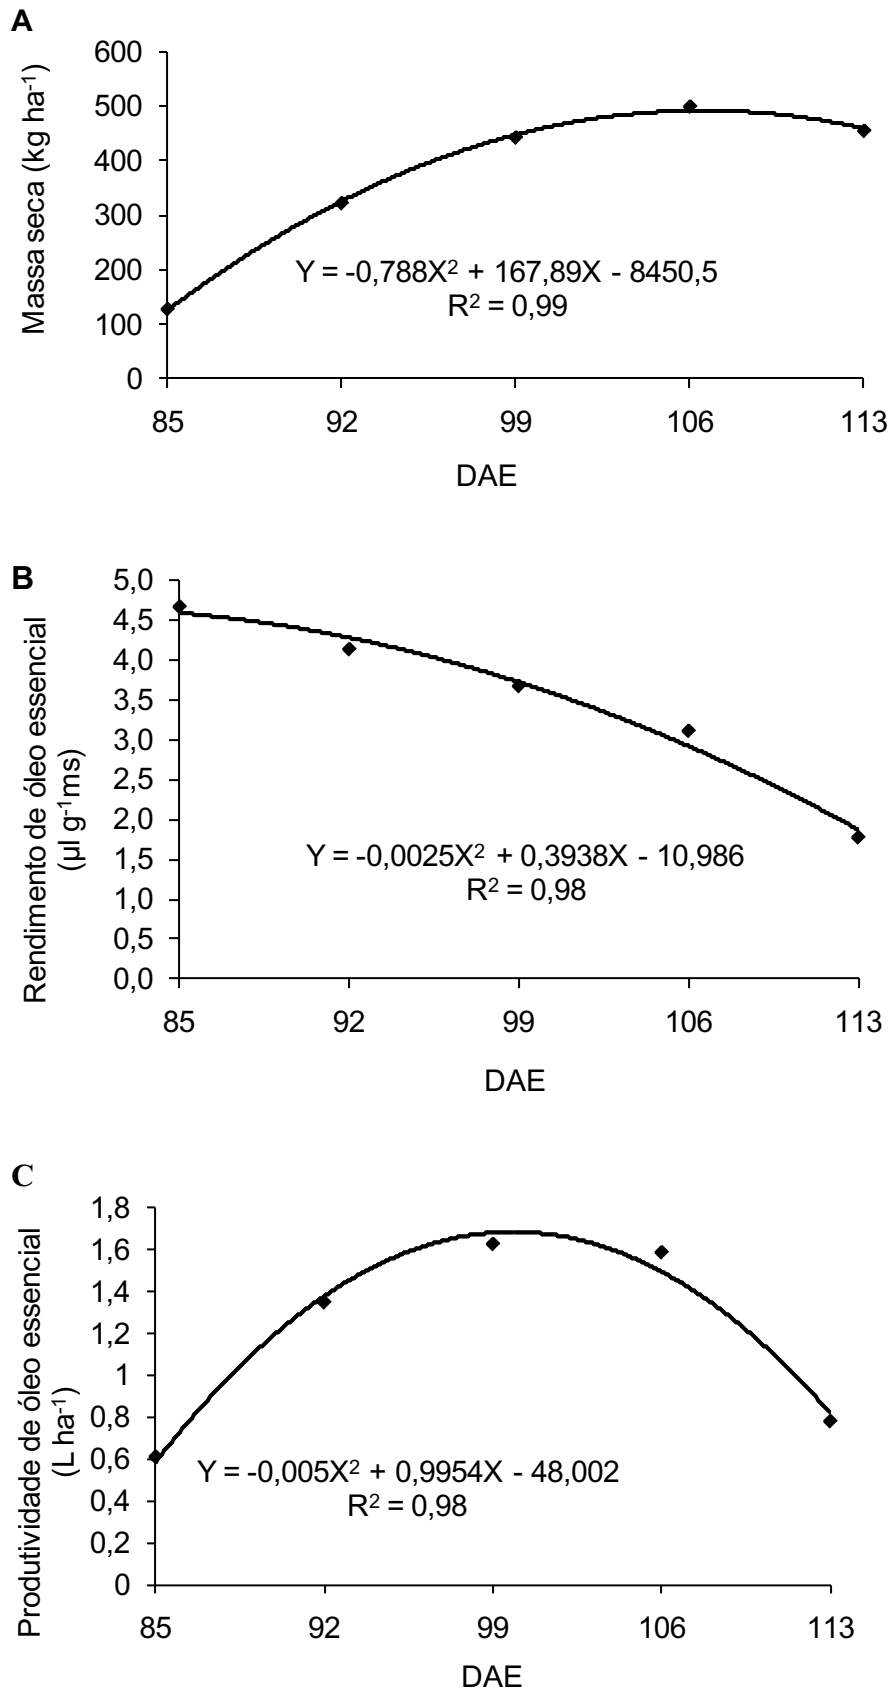 A
Massa seca (kg ha⁻¹)
600
500
400
300
200
100
0
Y = -0,788X² + 167,89X - 8450,5
R² = 0,99
85 92 99 106 113
DAE
B
Rendimento de óleo essencial
(µl g⁻¹ms)
5,0
4,5
4,0
3,5
3,0
2,5
2,0
1,5
1,0
0,5
0,0
Y = -0,0025X² + 0,3938X - 10,986
R² = 0,98
85 92 99 106 113
DAE
C
Produtividade de óleo essencial
(L ha⁻¹)
1,8
1,6
1,4
1,2
1
0,8
0,6
0,4
0,2
0
Y = -0,005X² + 0,9954X - 48,002
R² = 0,98
85 92 99 106 113
DAE